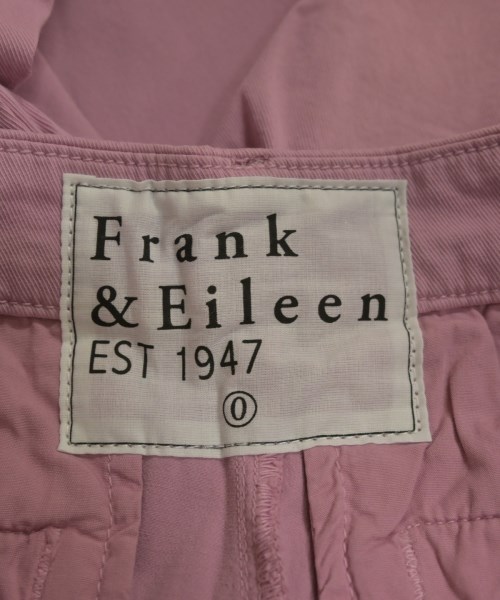 Frank
& Eileen
EST 1947
0